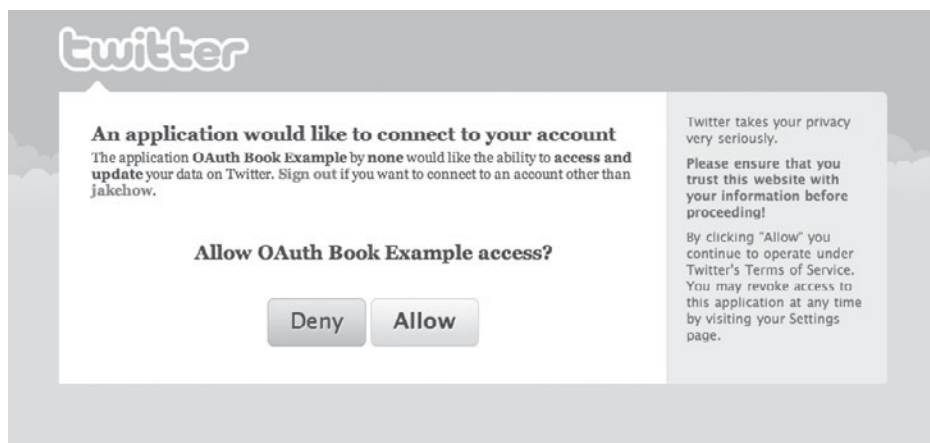 twitter
An application would like to connect to your account
The application OAuth Book Example by none would like the ability to access and
update your data on Twitter. Sign out if you want to connect to an account other than
jakehow.
Allow OAuth Book Example access?
Deny
Allow
Twitter takes your privacy
very seriously.
Please ensure that you
trust this website with
your information before
proceeding!
By clicking "Allow" you
continue to operate under
Twitter's Terms of Service.
You may revoke access to
this application at any time
by visiting your Settings
page.